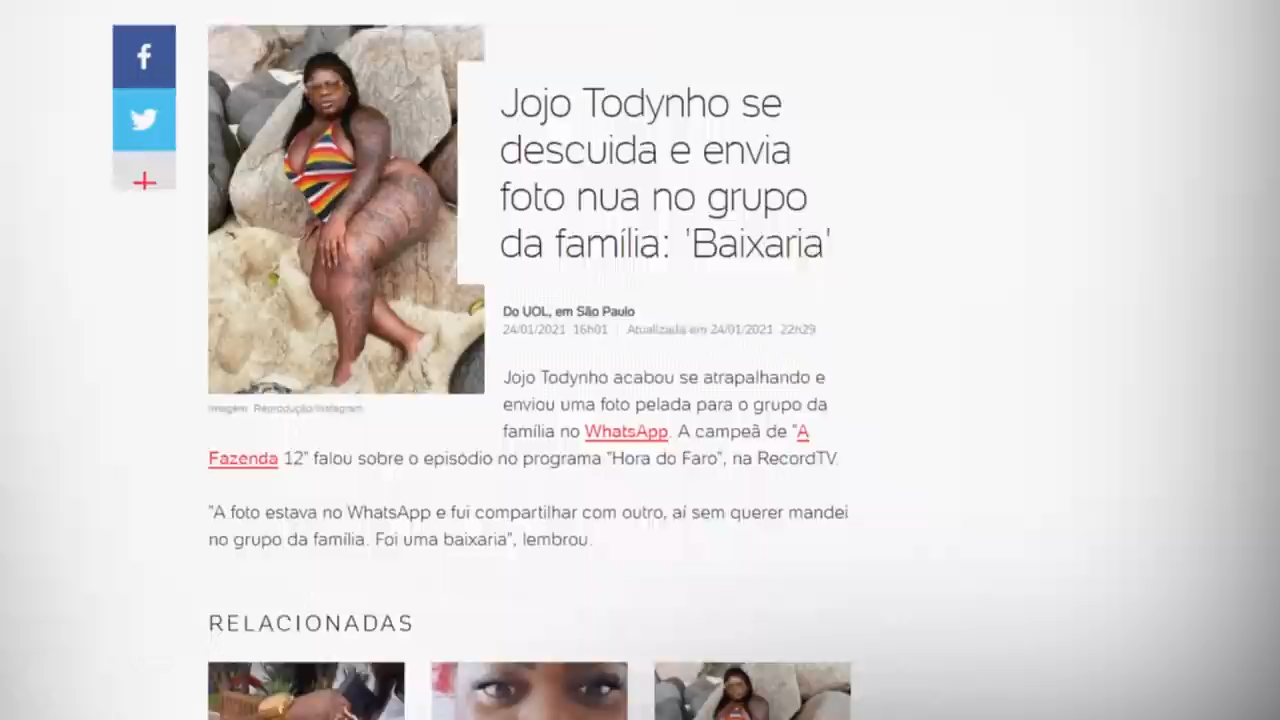 Jojo Todynho se
descuida e envia
foto nua no grupo
da família: 'Baixaria'
Do UOL, em São Paulo
24/01/2021 16h01 | Atualizada em 24/01/2021 22h29
Imagem: Reprodução/Instagram
Jojo Todynho acabou se atrapalhando e
enviou uma foto pelada para o grupo da
família no WhatsApp. A campeã de "A
Fazenda 12" falou sobre o episódio no programa "Hora do Faro", na RecordTV.
"A foto estava no WhatsApp e fui compartilhar com outro, aí sem querer mandei
no grupo da família. Foi uma baixaria", lembrou.
RELACIONADAS